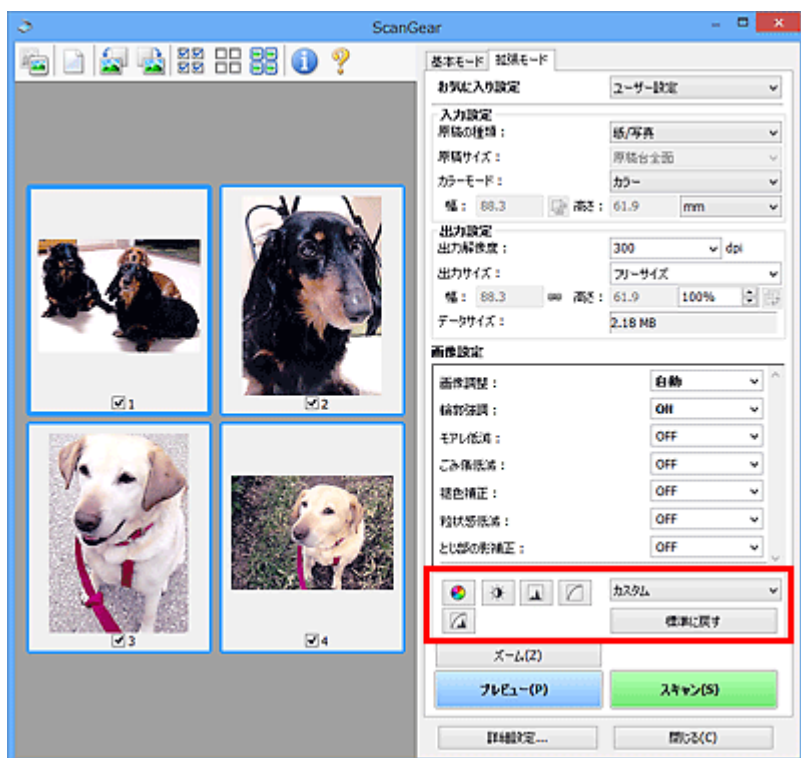 ScanGear
基本モード 拡張モード
お気に入り設定 ユーザー設定
入力設定
原稿の種類： 紙/写真
原稿サイズ： 原稿台全面
カラーモード： カラー
幅： 88.3 高さ： 61.9 mm
出力設定
出力解像度： 300 dpi
出力サイズ： フリーサイズ
幅： 88.3 高さ： 61.9 100%
データサイズ： 2.18 MB
画像設定
画像調整： 自動
輪郭強調： ON
モアレ低減： OFF
ごみ傷低減： OFF
褪色補正： OFF
粒状感低減： OFF
とじ部の影補正： OFF
カスタム
標準に戻す
ズーム(Z)
プレビュー(P) スキャン(S)
詳細設定... 閉じる(C)
1
2
3
4